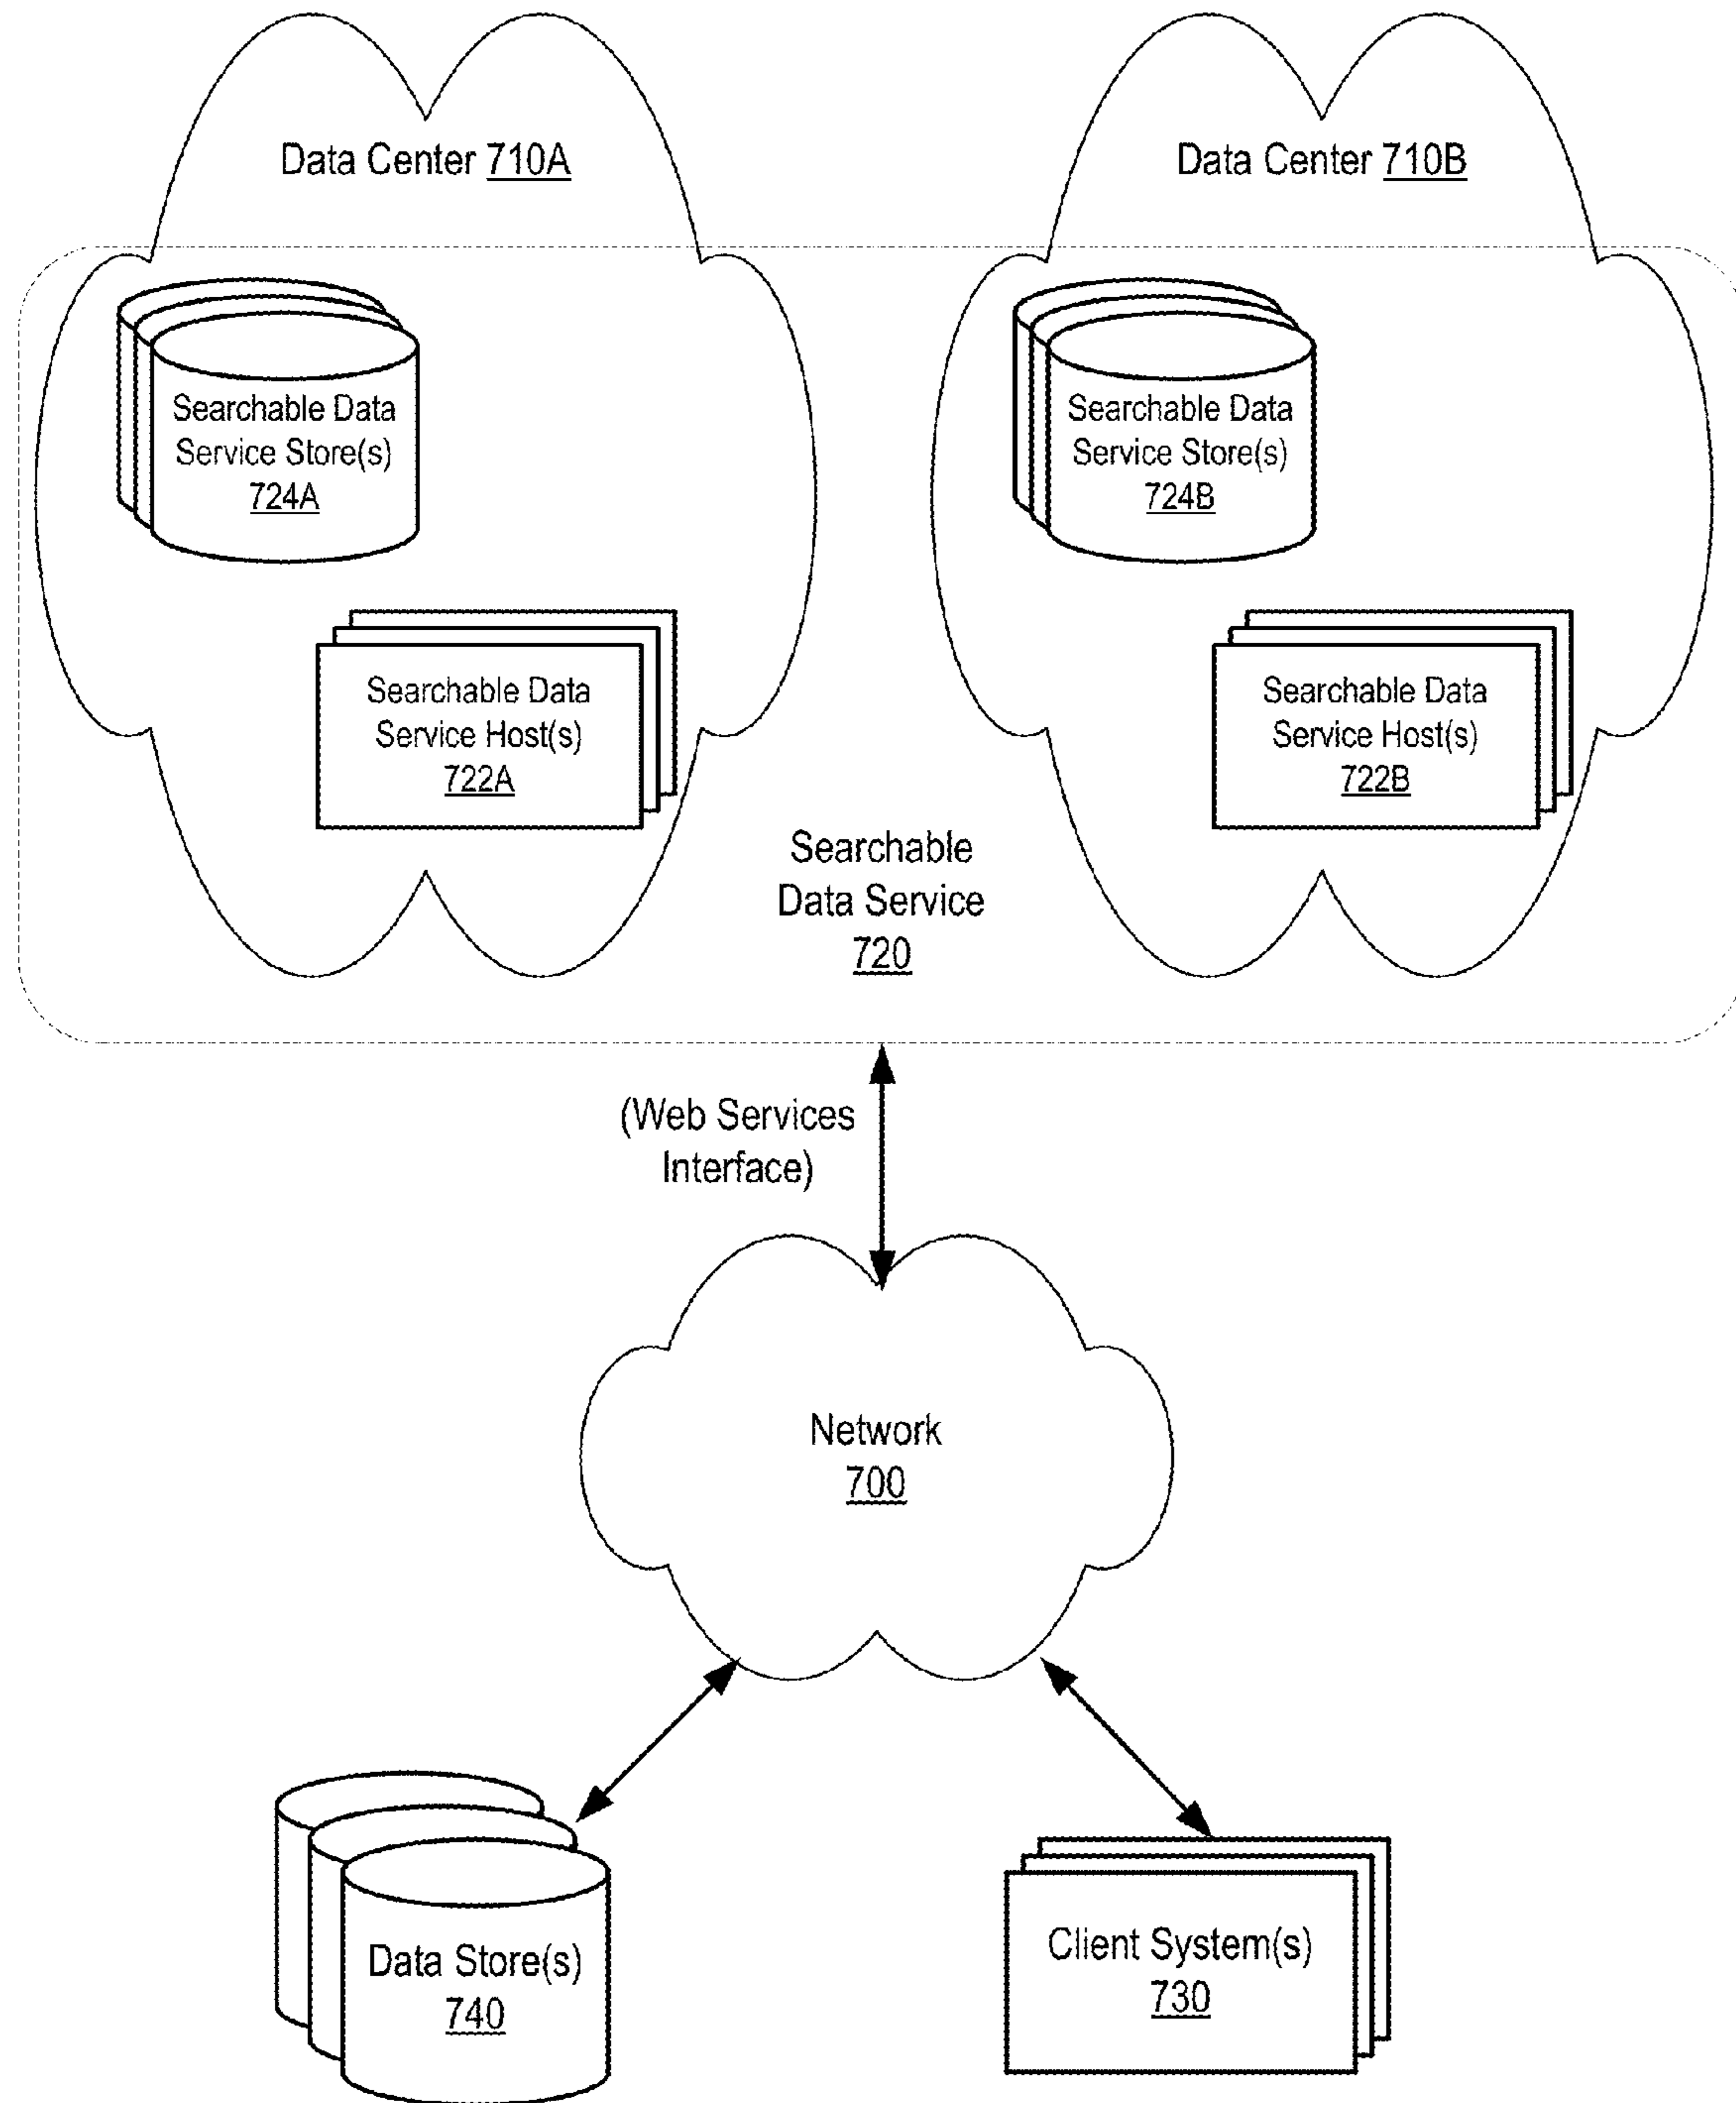 Data Center 710A
Data Center 710B
Searchable Data
Service Store(s)
724A
Searchable Data
Service Store(s)
724B
Searchable Data
Service Host(s)
722A
Searchable Data
Service Host(s)
722B
Searchable
Data Service
720
(Web Services
Interface)
Network
700
Data Store(s)
740
Client System(s)
730